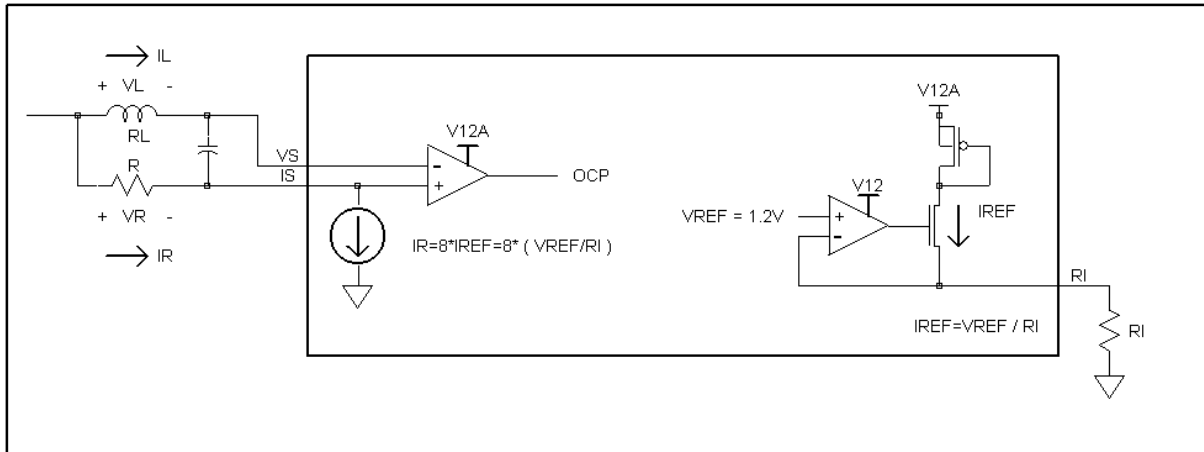 IL
+ VL -
RL
R
+ VR -
IR
VS
IS
V12A
- 
+
OCP
IR=8*IREF=8* ( VREF/RI )
V12A
V12
VREF = 1.2V
+
-
IREF
RI
IREF=VREF / RI
RI